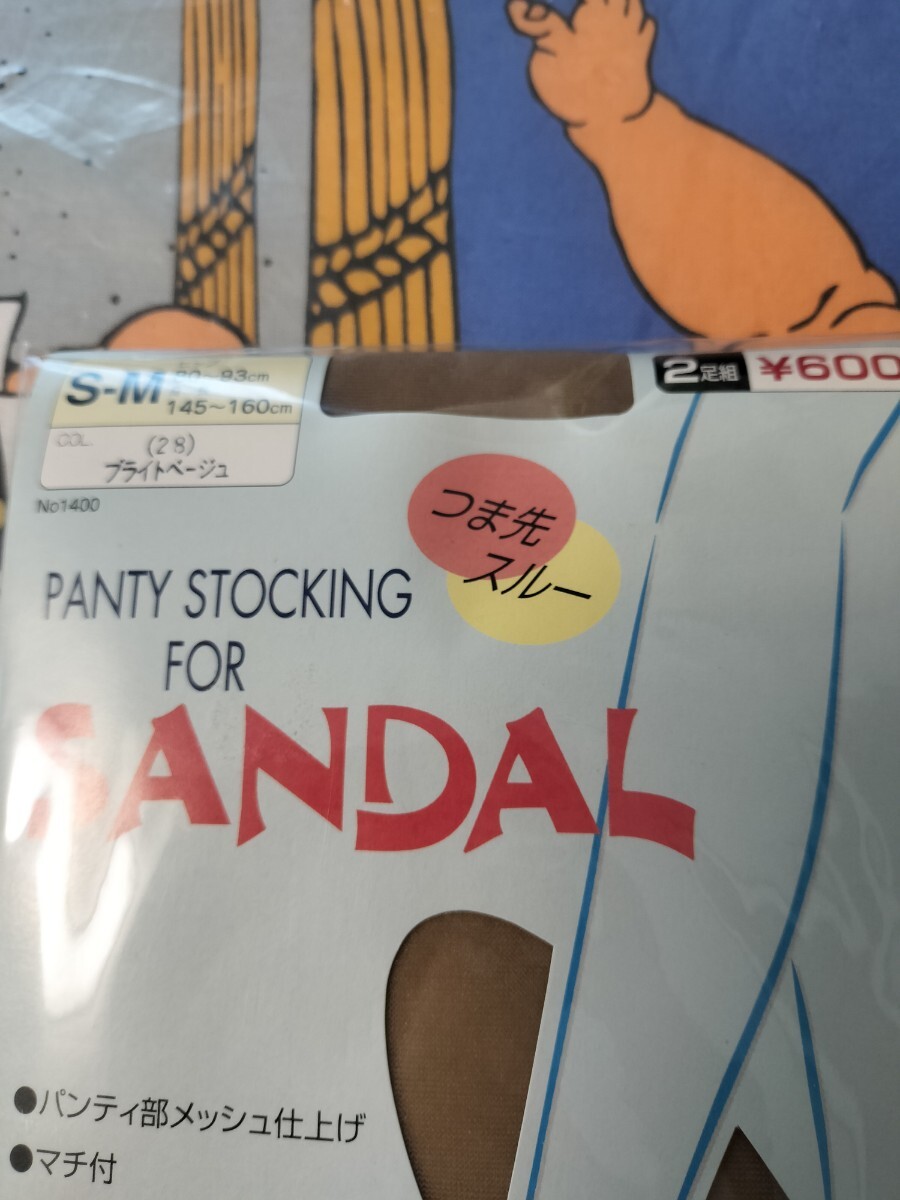 S-M 80~93cm
145~160cm
COL. (28)
ブライトベージュ
No1400
2足組 ¥600
つま先
スルー
PANTY STOCKING
FOR
SANDAL
●パンティ部メッシュ仕上げ
●マチ付